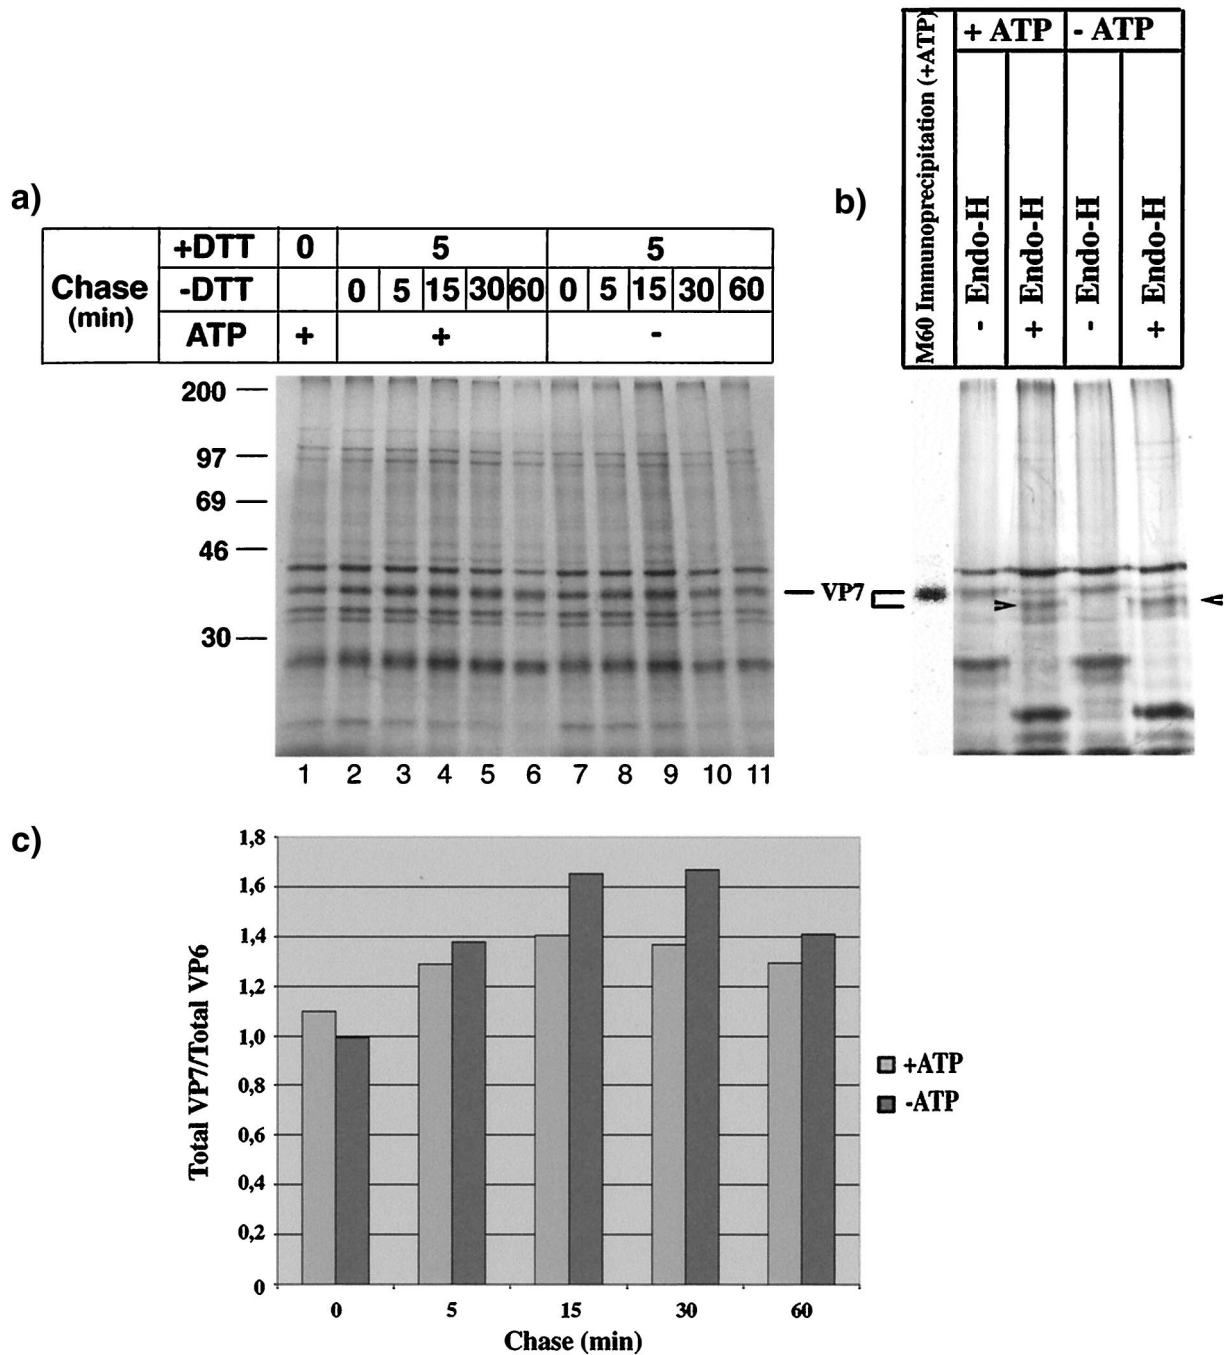 a)
Chase (min)
+DTT 0 5 5
-DTT 0 5 15 30 60 0 5 15 30 60
ATP + + -
200
97
69
46
30
VP7
1 2 3 4 5 6 7 8 9 10 11
b)
M60 Immunoprecipitation (+ATP)
+ ATP - ATP
- Endo-H
+ Endo-H
- Endo-H
+ Endo-H
c)
Total VP7/Total VP6
1,8
1,6
1,4
1,2
1,0
0,8
0,6
0,4
0,2
0
0 5 15 30 60
Chase (min)
+ATP
-ATP